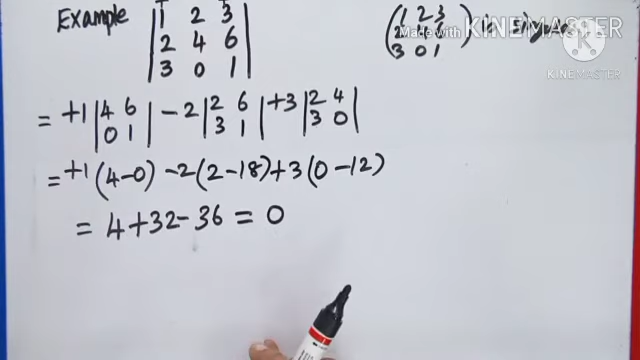 Example | 1 2 3 |
| 2 4 6 |
| 3 0 1 |
( 1 2 3
3 0 1 ) is
Made with KINEMASTER
KINEMASTER
= +1 | 4 6 | - 2 | 2 6 | + 3 | 2 4 |
| 0 1 | | 3 1 | | 3 0 |
= +1 (4-0) -2 (2-18) + 3 (0-12)
= 4+32-36 = 0